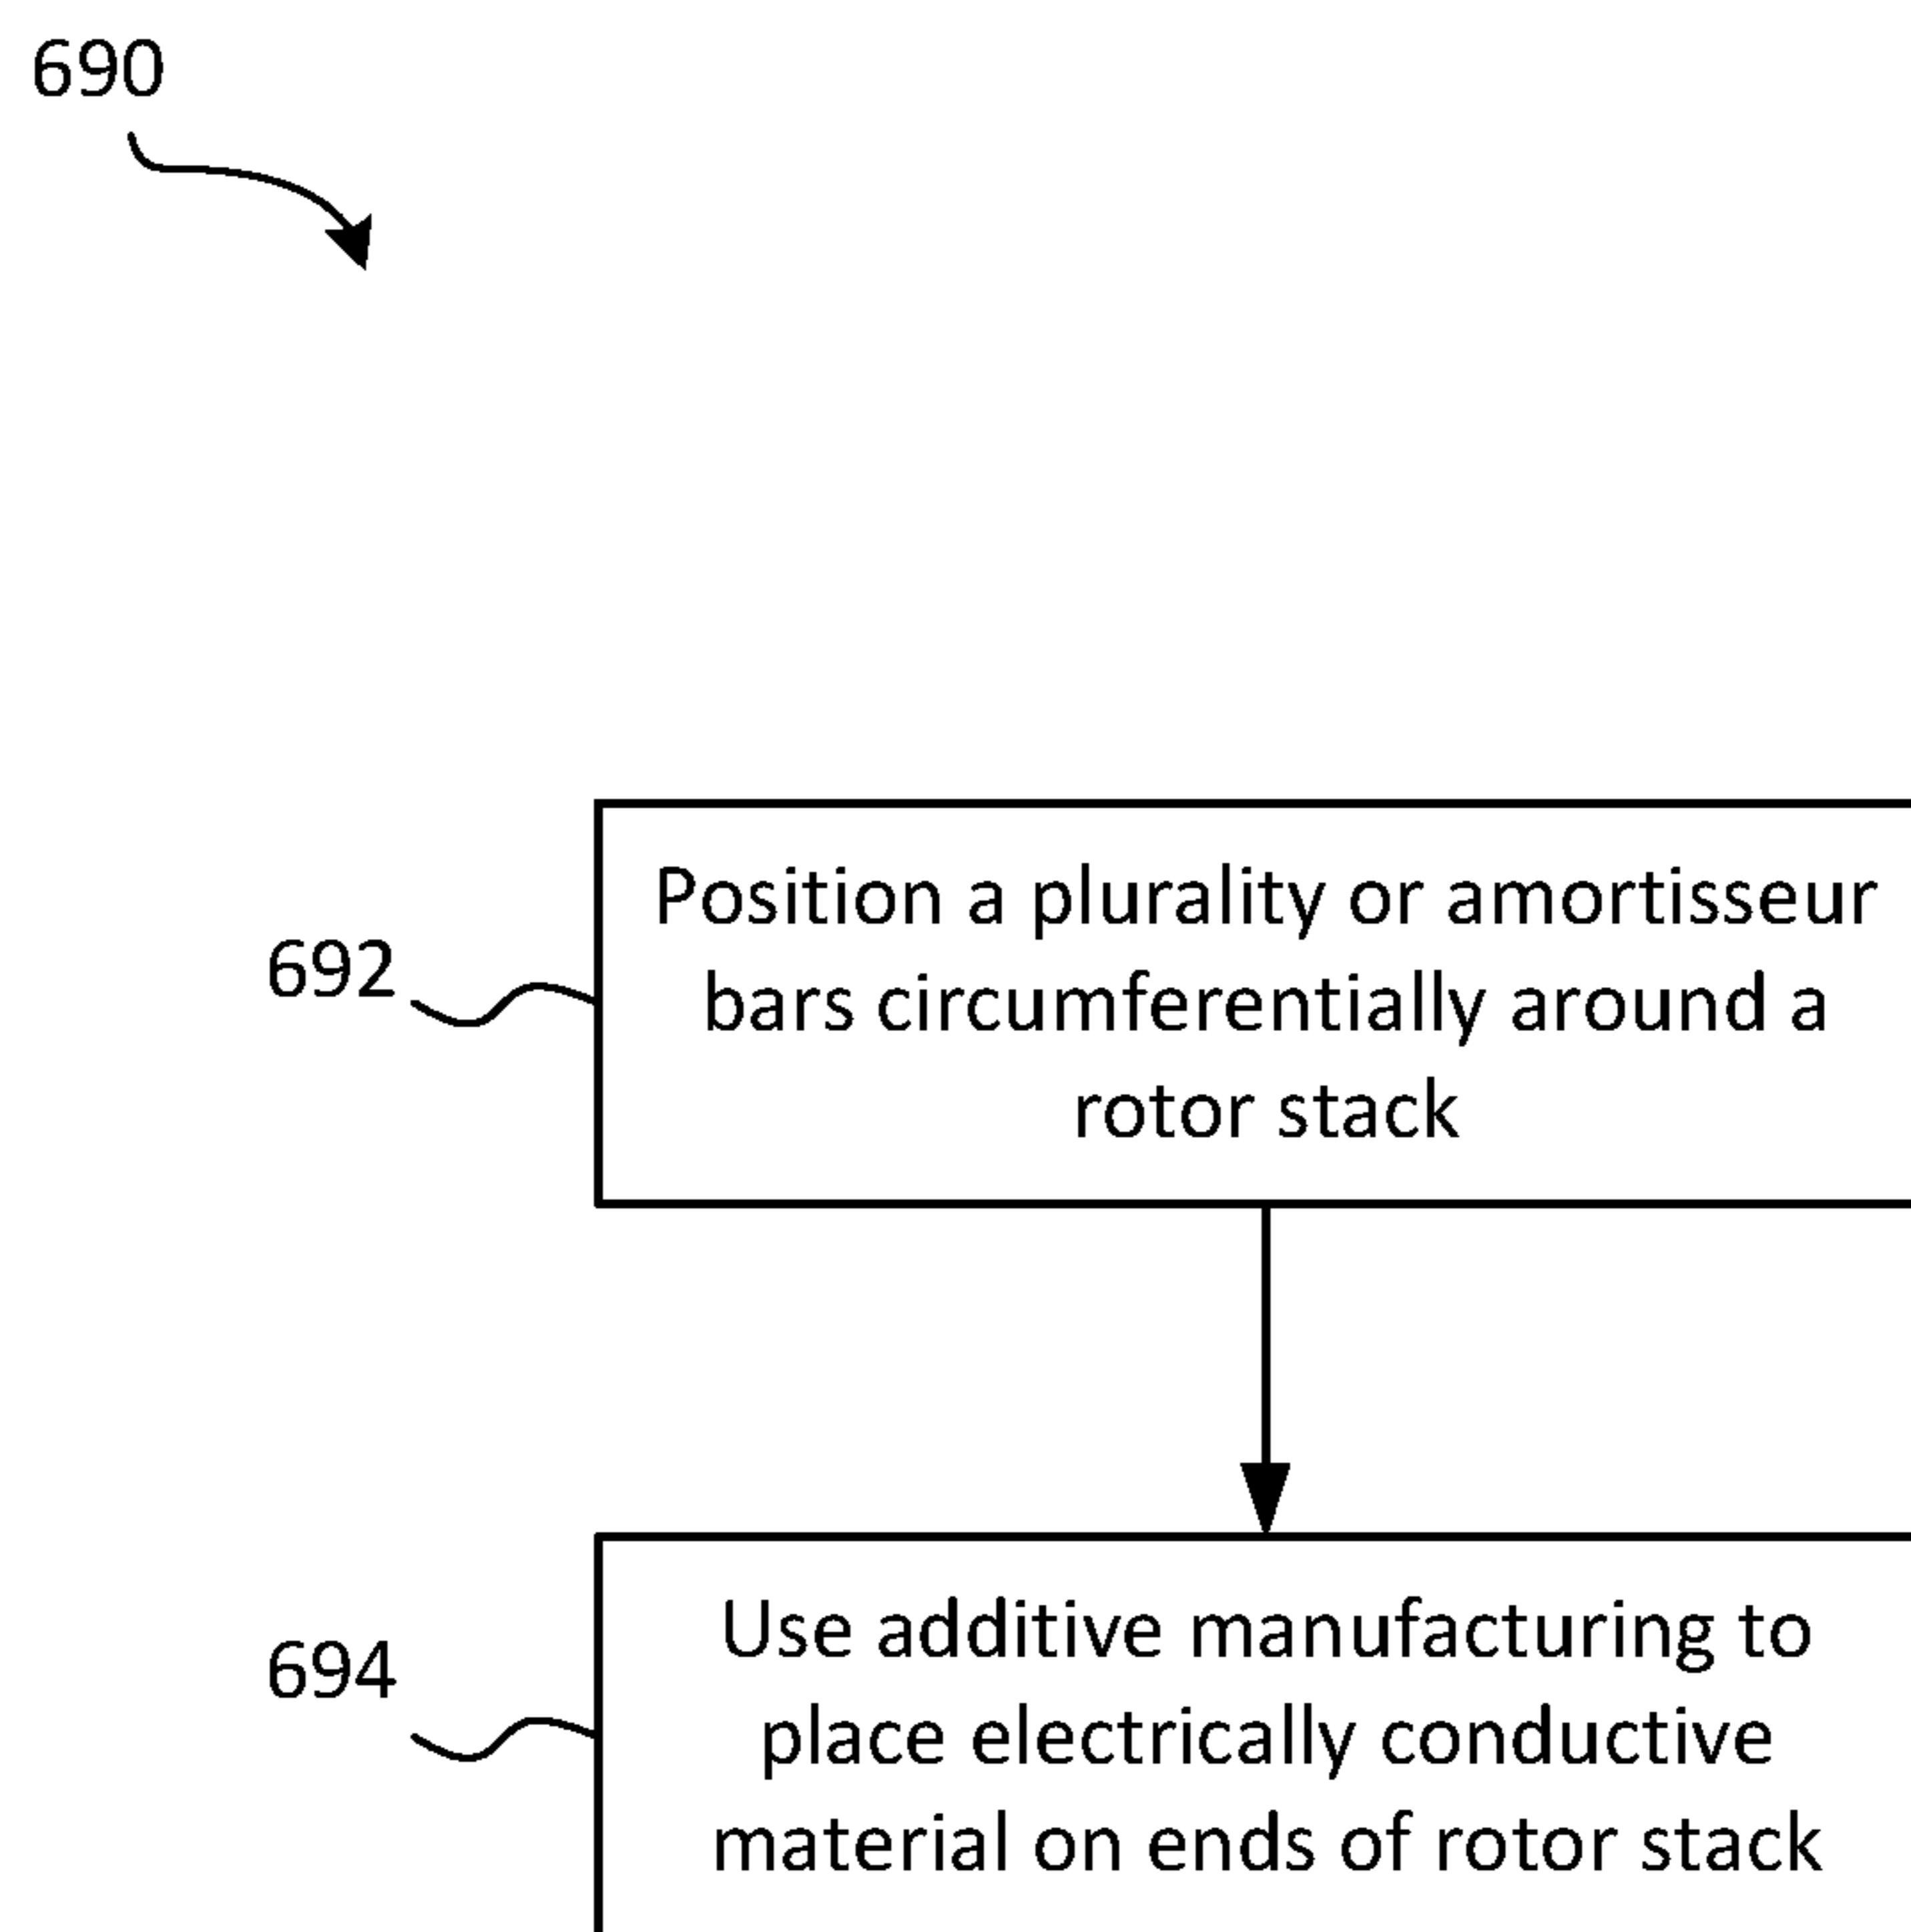 690
692
Position a plurality or amortisseur
bars circumferentially around a
rotor stack
694
Use additive manufacturing to
place electrically conductive
material on ends of rotor stack